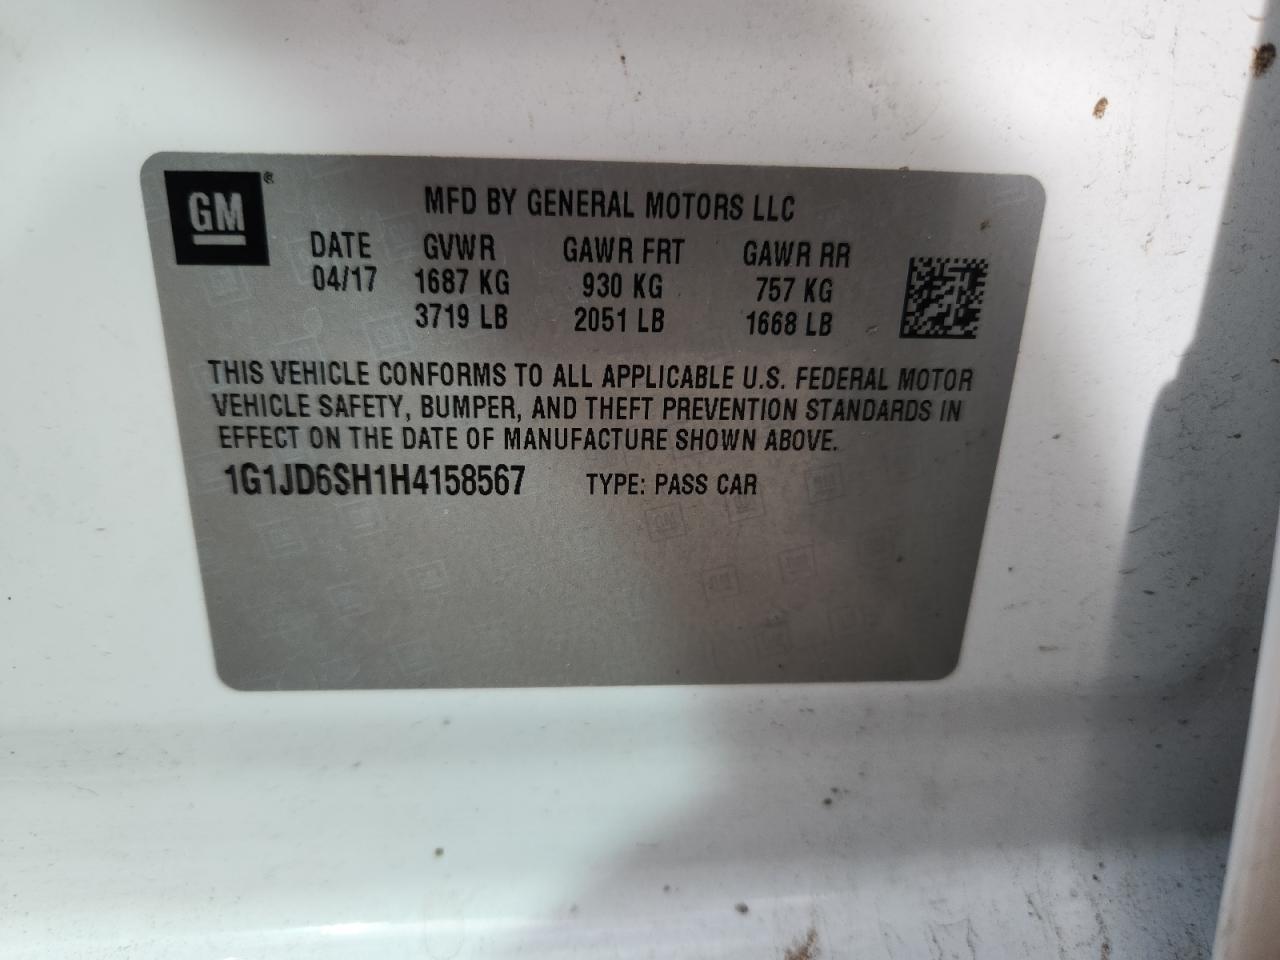 GM®
MFD BY GENERAL MOTORS LLC
DATE GVWR GAWR FRT GAWR RR
04/17 1687 KG 930 KG 757 KG
3719 LB 2051 LB 1668 LB
THIS VEHICLE CONFORMS TO ALL APPLICABLE U.S. FEDERAL MOTOR
VEHICLE SAFETY, BUMPER, AND THEFT PREVENTION STANDARDS IN
EFFECT ON THE DATE OF MANUFACTURE SHOWN ABOVE.
1G1JD6SH1H4158567 TYPE: PASS CAR